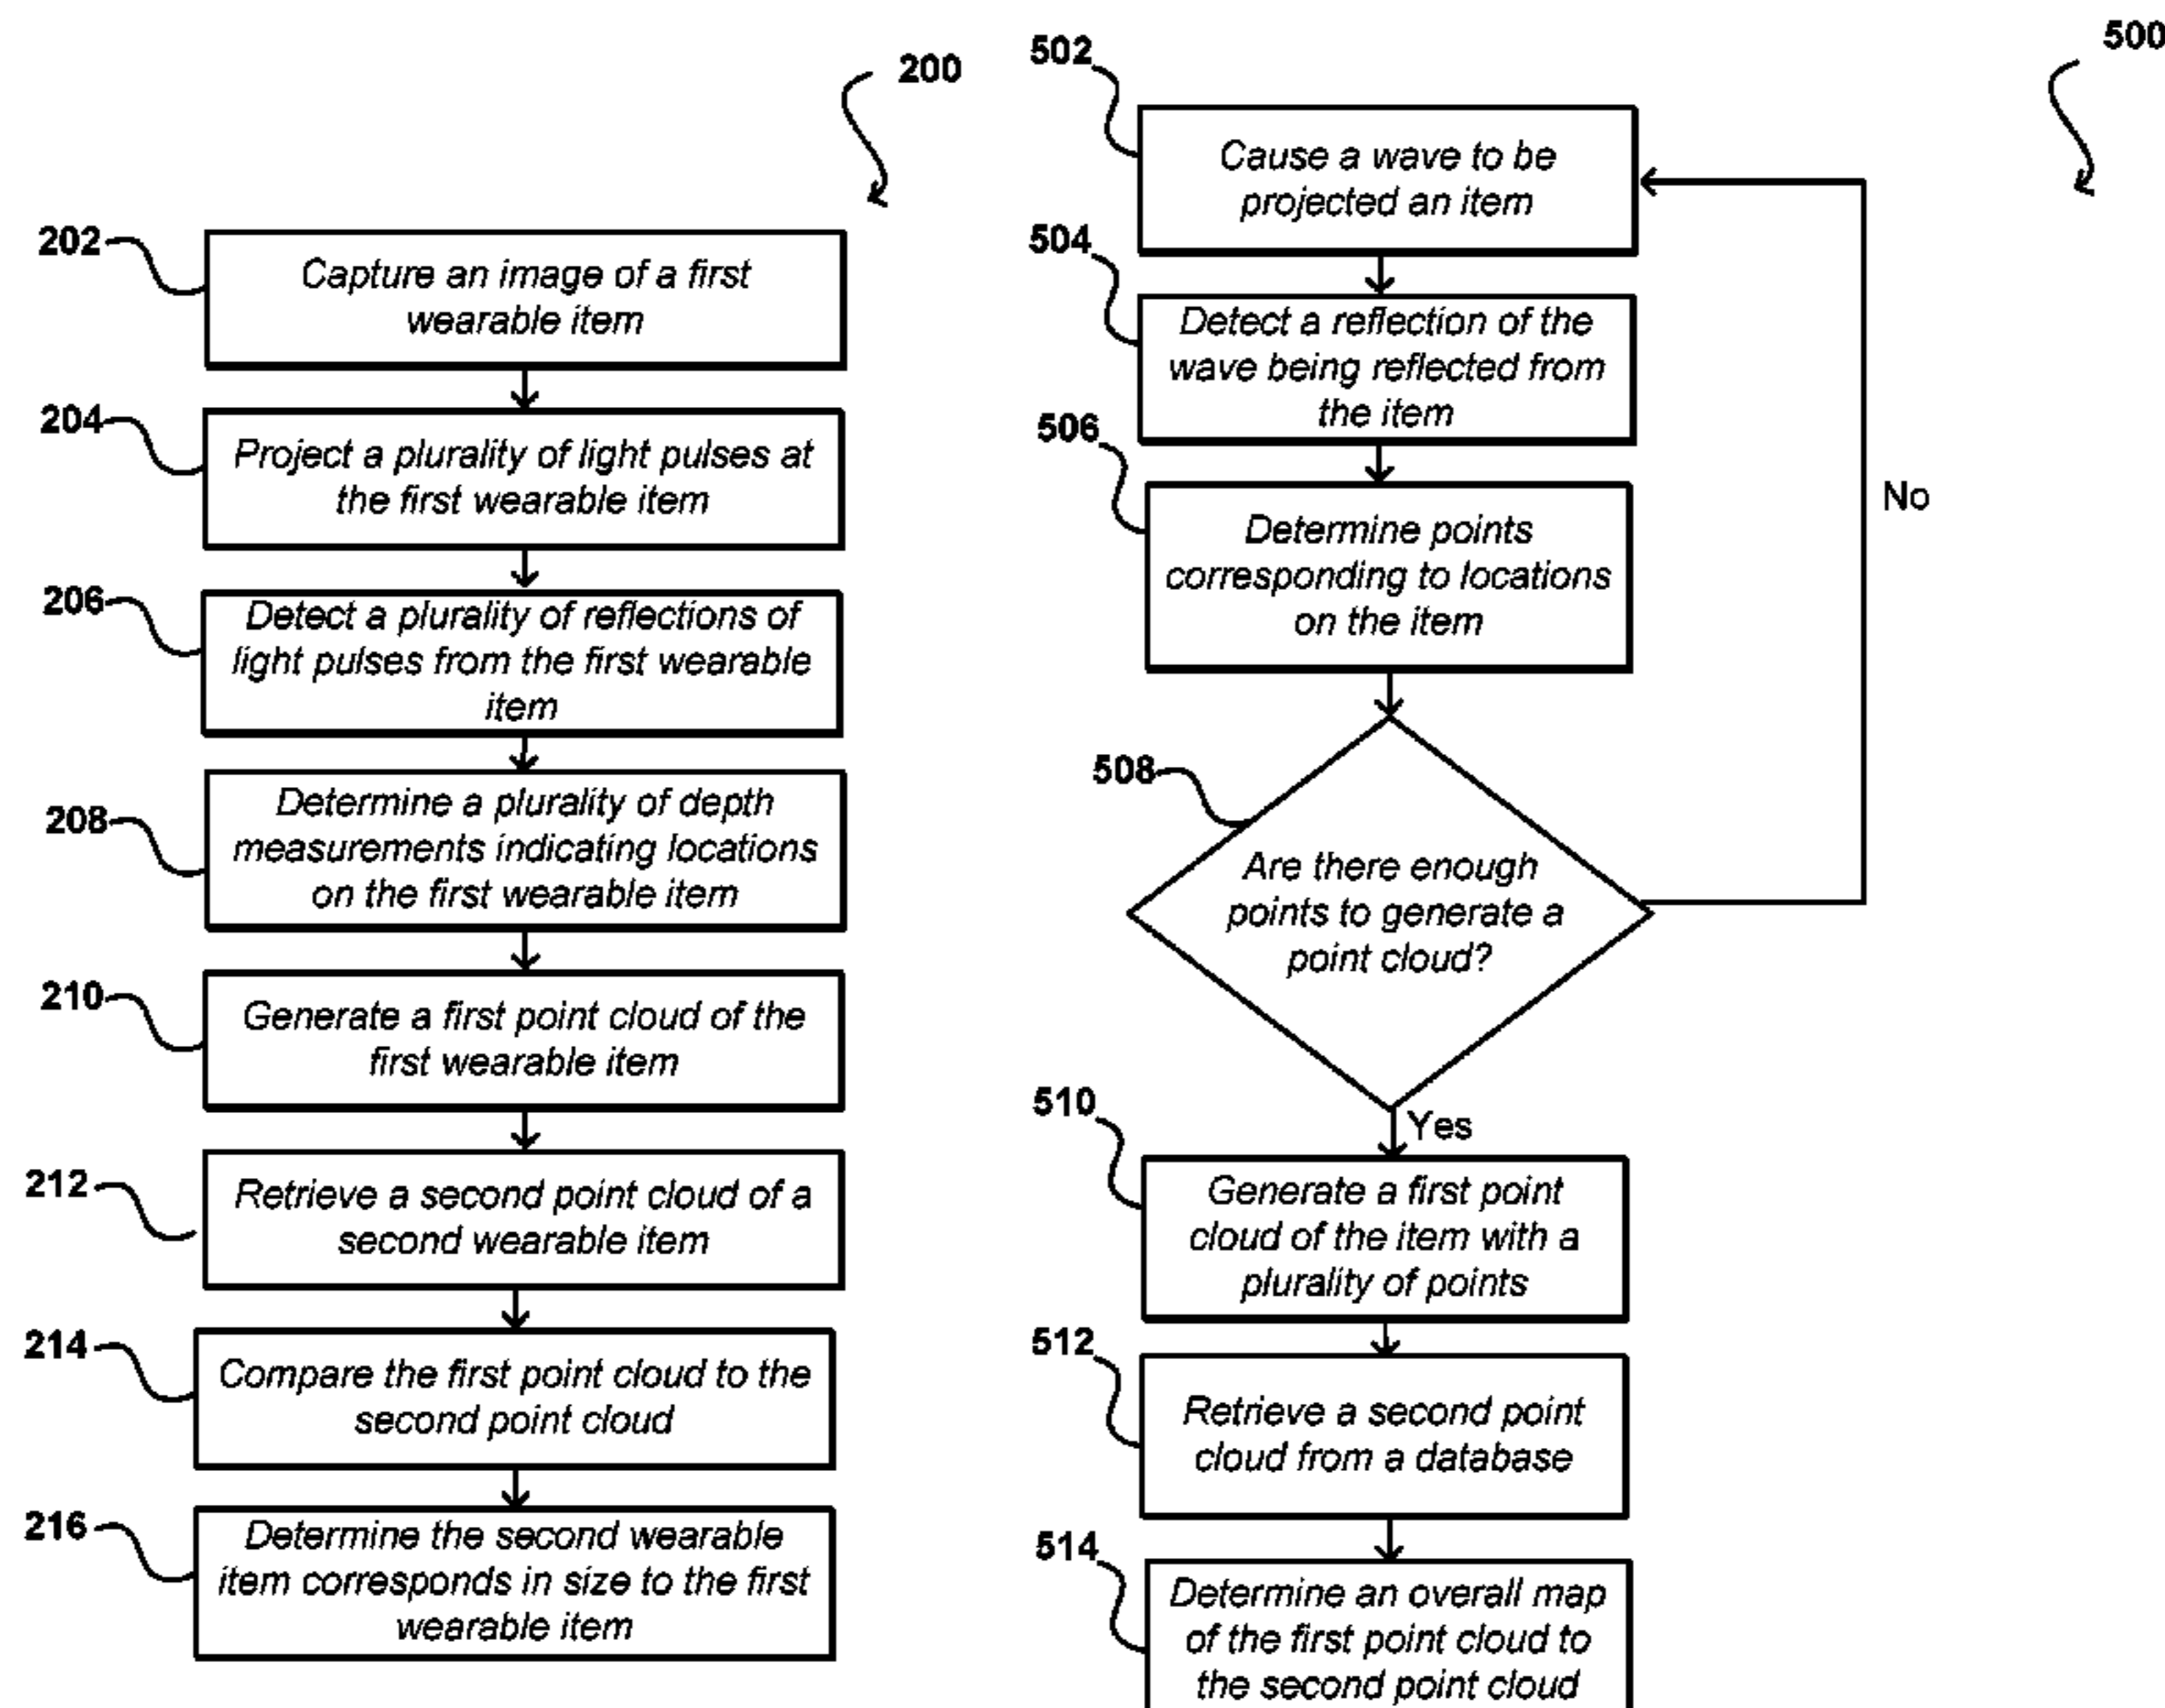 200
202
Capture an image of a first
wearable item
204
Project a plurality of light pulses at
the first wearable item
206
Detect a plurality of reflections of
light pulses from the first wearable
item
208
Determine a plurality of depth
measurements indicating locations
on the first wearable item
210
Generate a first point cloud of the
first wearable item
212
Retrieve a second point cloud of a
second wearable item
214
Compare the first point cloud to the
second point cloud
216
Determine the second wearable
item corresponds in size to the first
wearable item
500
502
Cause a wave to be
projected an item
504
Detect a reflection of the
wave being reflected from
the item
506
Determine points
corresponding to locations
on the item
No
508
Are there enough
points to generate a
point cloud?
Yes
510
Generate a first point
cloud of the item with a
plurality of points
512
Retrieve a second point
cloud from a database
514
Determine an overall map
of the first point cloud to
the second point cloud